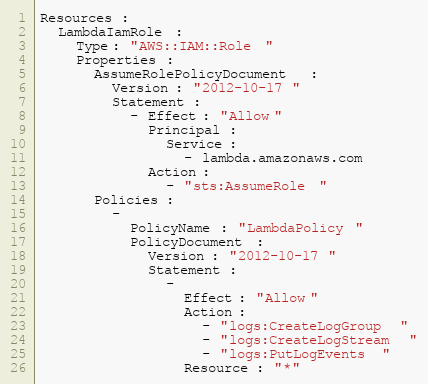 1 Resources :
2   LambdaIamRole :
3     Type : "AWS::IAM::Role "
4     Properties :
5       AssumeRolePolicyDocument :
6         Version : "2012-10-17 "
7         Statement :
8           - Effect : "Allow "
9             Principal :
10               Service :
11                 - lambda.amazonaws.com
12             Action :
13               - "sts:AssumeRole "
14       Policies :
15         -
16           PolicyName : "LambdaPolicy "
17           PolicyDocument :
18             Version : "2012-10-17 "
19             Statement :
20               -
21                 Effect : "Allow "
22                 Action :
23                   - "logs:CreateLogGroup "
24                   - "logs:CreateLogStream "
25                   - "logs:PutLogEvents "
26                 Resource : "*"